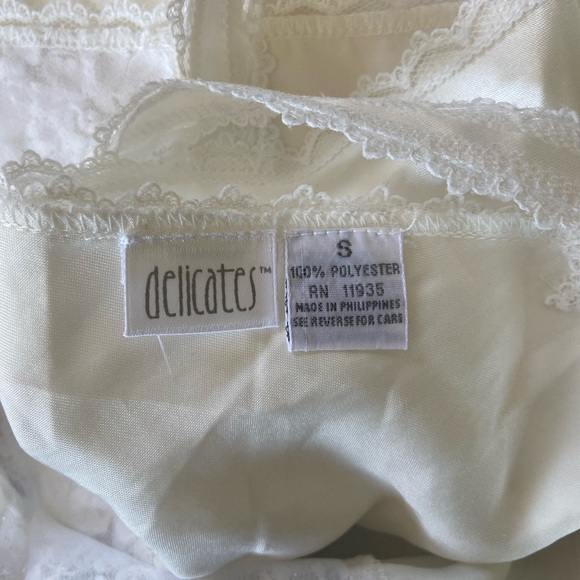 delicates™
S
100% POLYESTER
RN 11935
MADE IN PHILIPPINES
SEE REVERSE FOR CARE